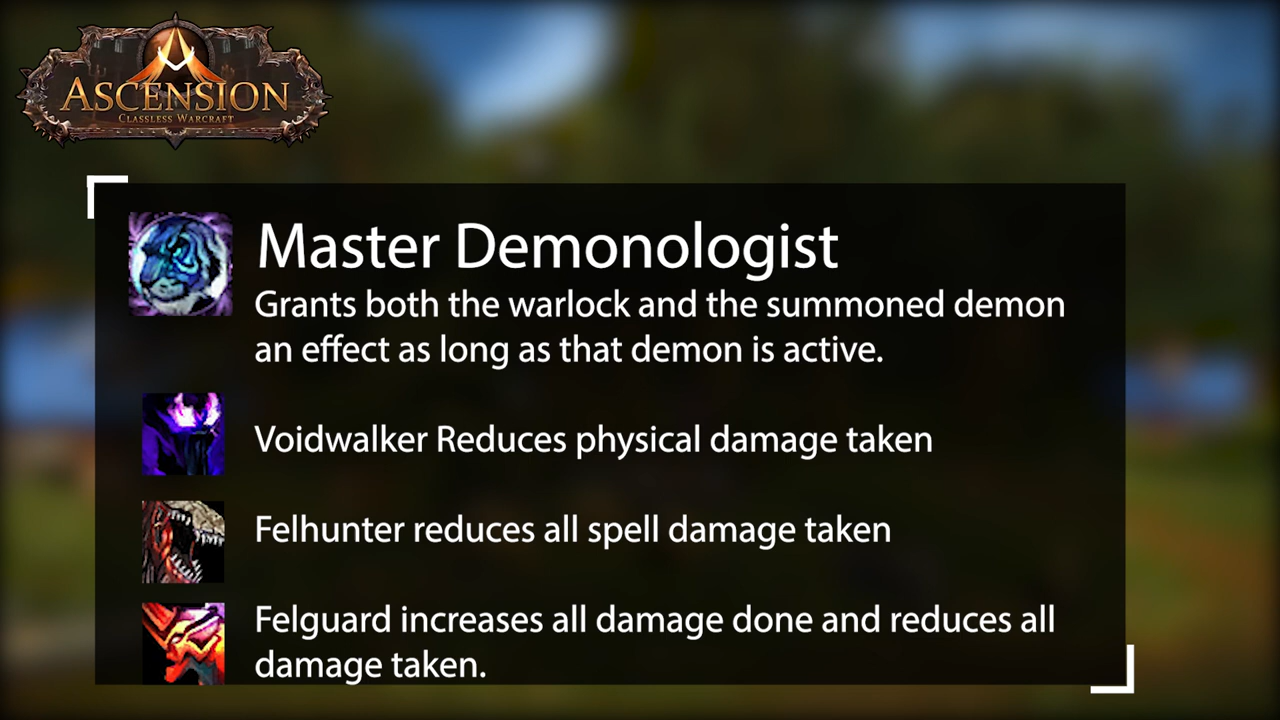 ASCENSION
CLASSLESS WARCRAFT
Master Demonologist
Grants both the warlock and the summoned demon
an effect as long as that demon is active.
Voidwalker Reduces physical damage taken
Felhunter reduces all spell damage taken
Felguard increases all damage done and reduces all
damage taken.